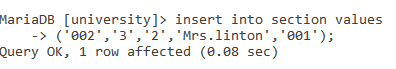 MariaDB [university]> insert into section values
    -> ('002','3','2','Mrs.linton','001');
Query OK, 1 row affected (0.08 sec)